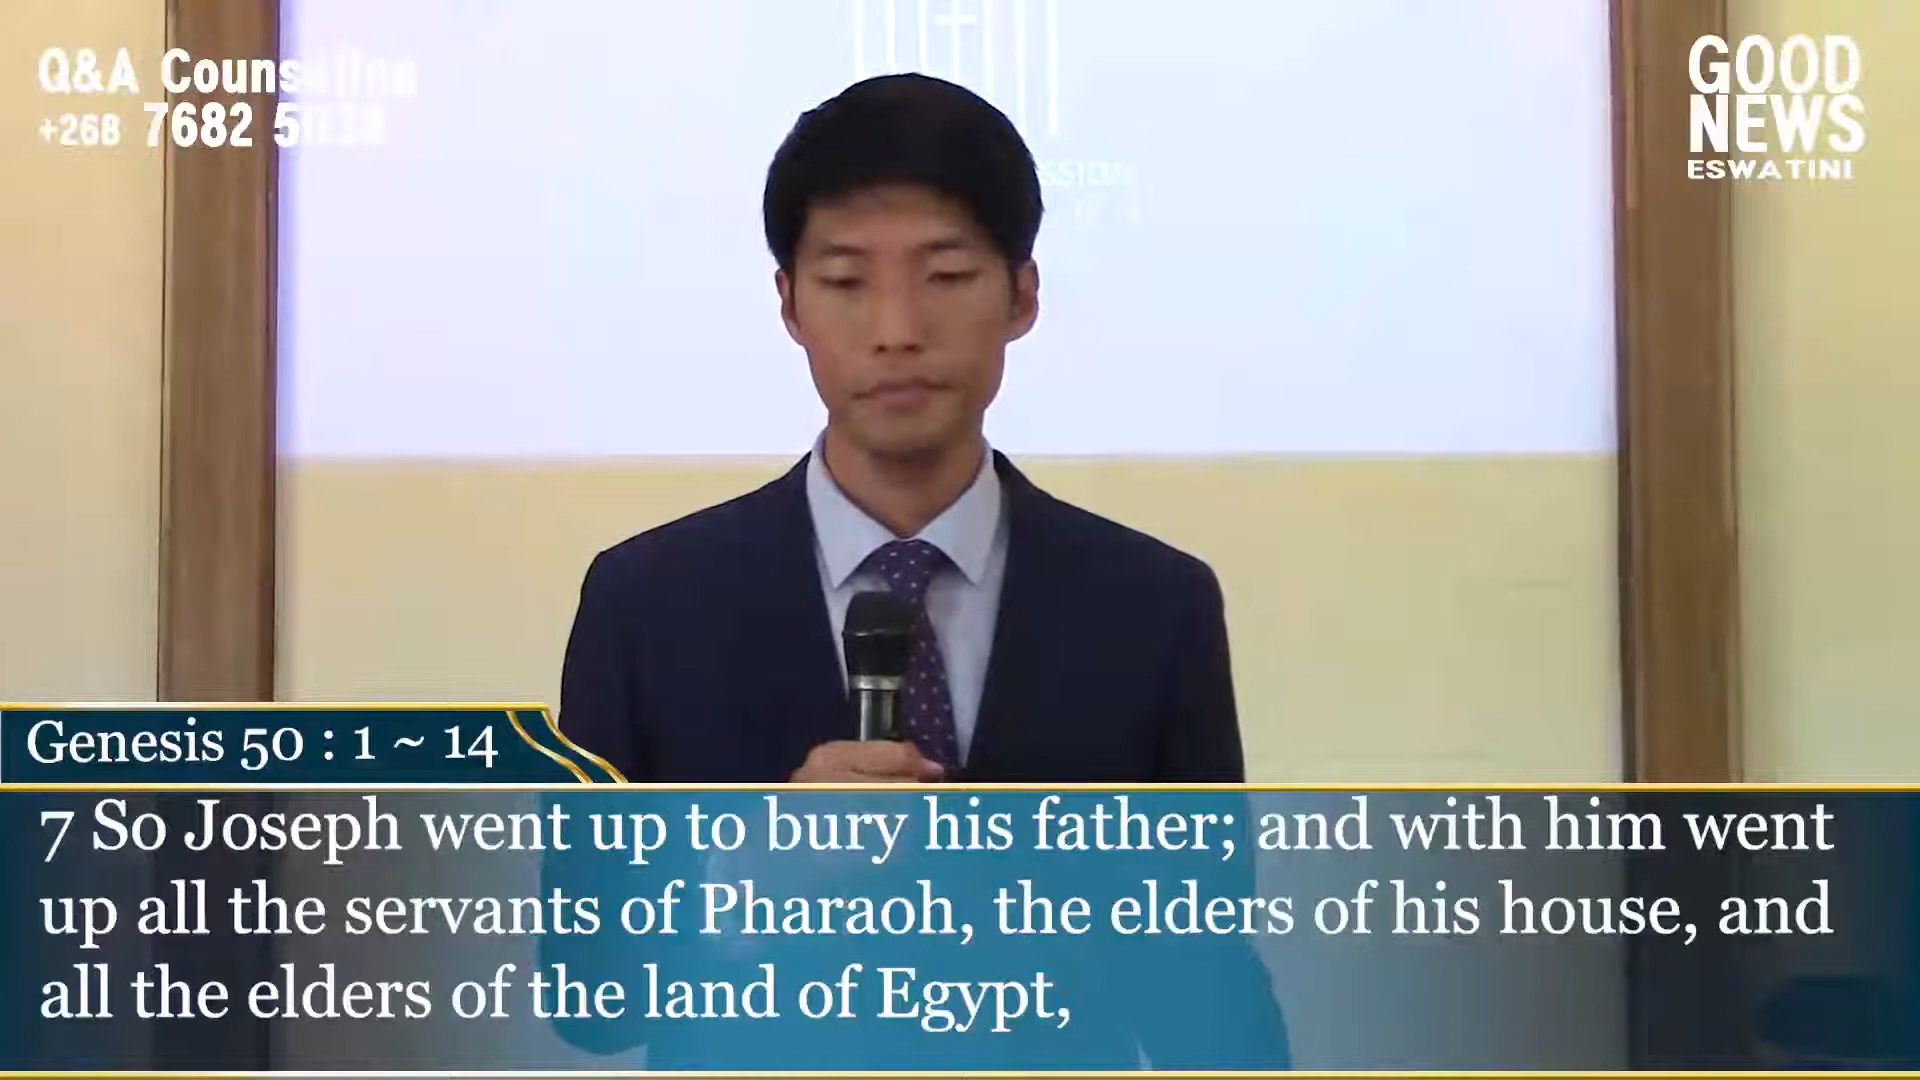 Q&A Counselling
+268 7682 5038
GOOD
NEWS
ESWATINI
Genesis 50 : 1 ~ 14
7 So Joseph went up to bury his father; and with him went
up all the servants of Pharaoh, the elders of his house, and
all the elders of the land of Egypt,